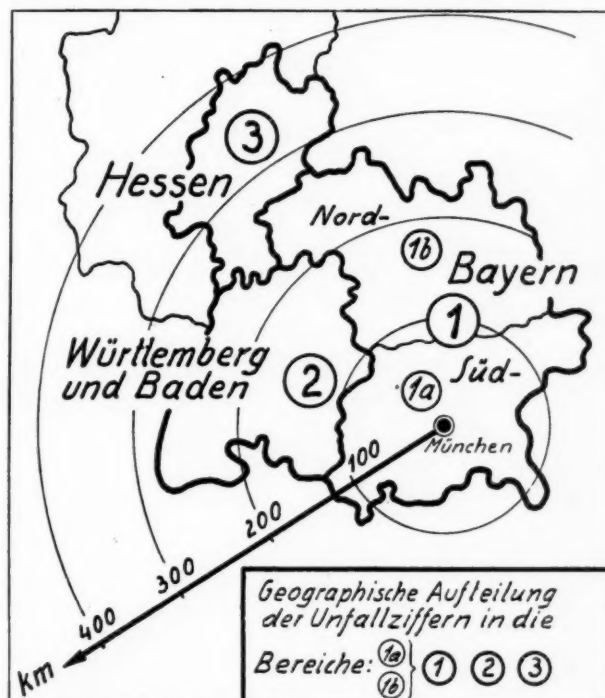 3
Hessen
Nord-
1b
Bayern
1
Württemberg
und Baden
2
1a
Süd-
München
100
200
300
400
km
Geographische Aufteilung
der Unfallziffern in die
Bereiche: 1a 1b } 1 2 3